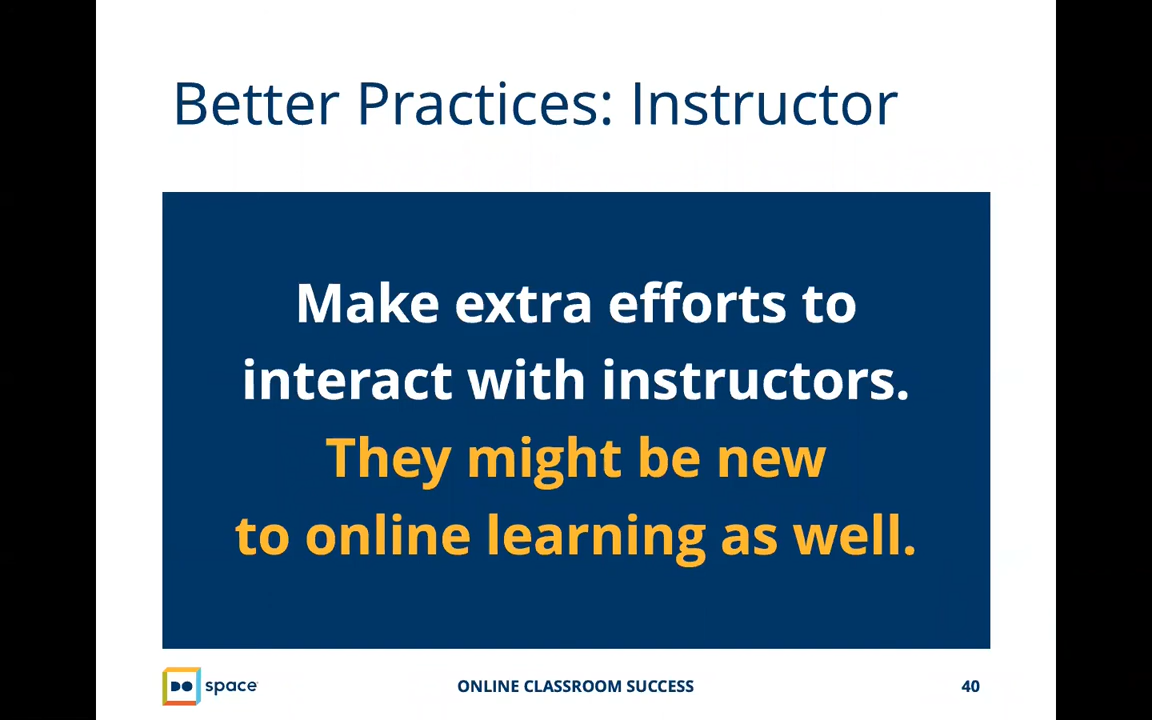 Better Practices: Instructor
Make extra efforts to
interact with instructors.
They might be new
to online learning as well.
DO space
ONLINE CLASSROOM SUCCESS
40